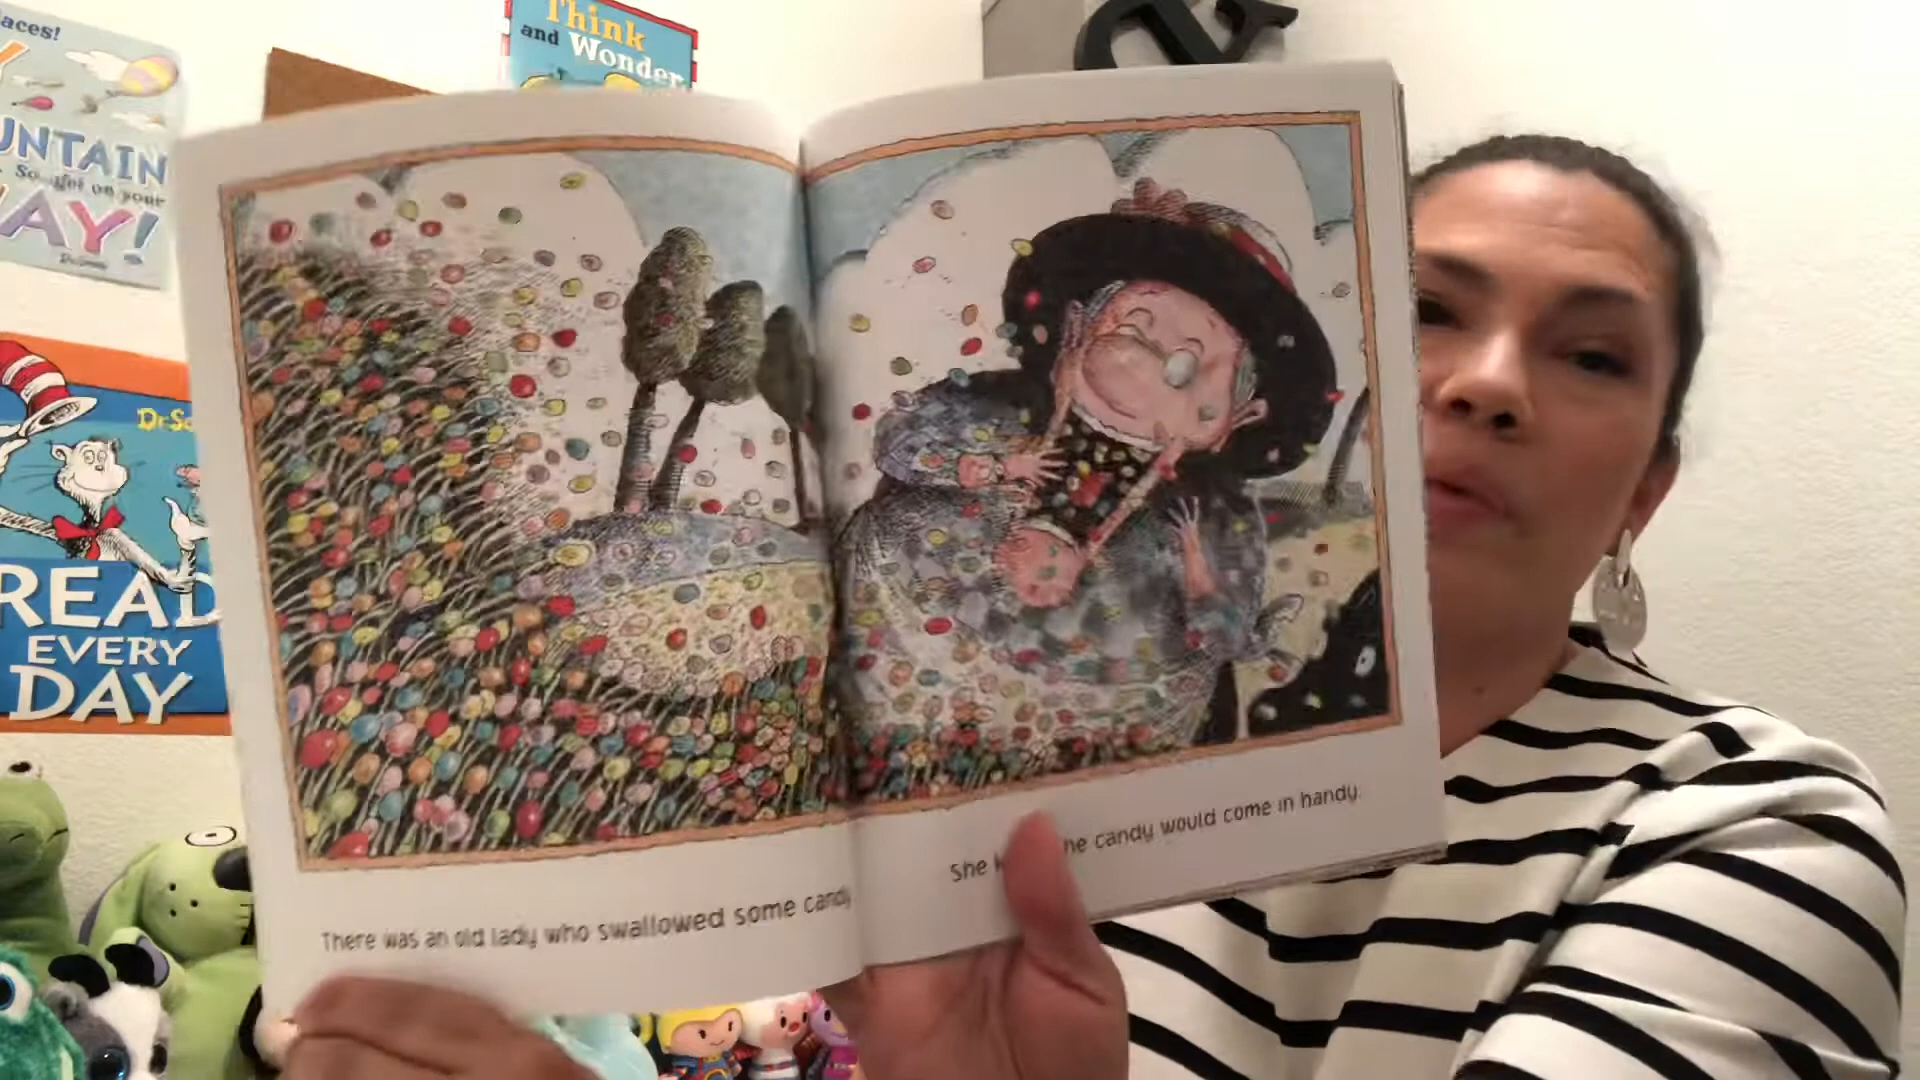 Think
and Wonder
aces!
UNTAIN
So...get on your
WAY!
Dr. S
READ
EVERY
DAY
There was an old lady who swallowed some candy.
She k he candy would come in handy.